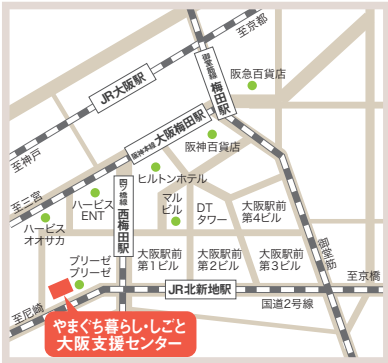 至京都
御堂筋線
梅田駅
阪急百貨店
JR大阪駅
至神戸
阪神本線 大阪梅田駅
阪神百貨店
至三宮
ヒルトンホテル
四ツ橋線
西梅田駅
ハービス
ENT
マル
ビル
DT
タワー
大阪駅前
第4ビル
ハービス
オオサカ
御堂筋
ブリーゼ
ブリーゼ
大阪駅前
第1ビル
大阪駅前
第2ビル
大阪駅前
第3ビル
至京橋
JR北新地駅
国道2号線
至尼崎
やまぐち暮らし・しごと
大阪支援センター